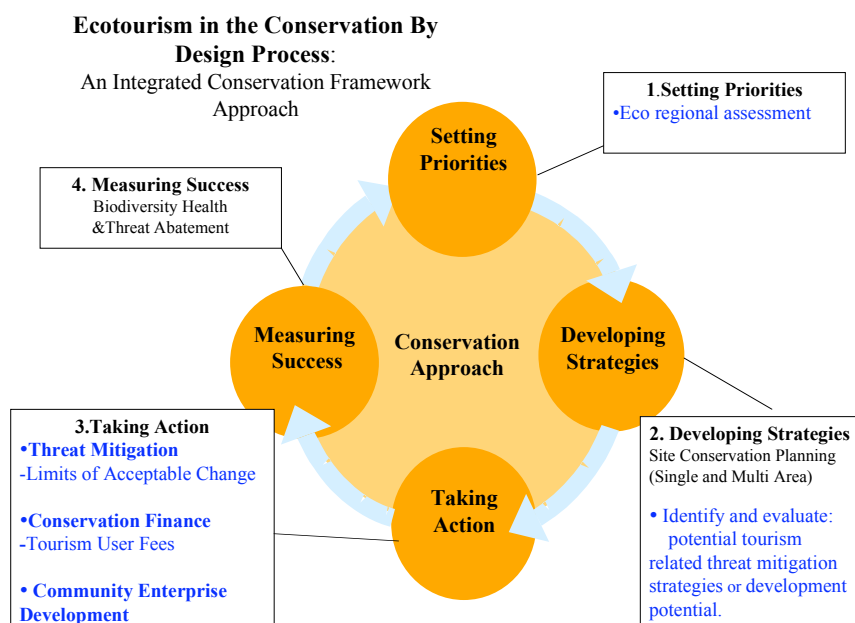 Ecotourism in the Conservation By
Design Process:
An Integrated Conservation Framework
Approach
1.Setting Priorities
•Eco regional assessment
Setting
Priorities
4. Measuring Success
Biodiversity Health
&Threat Abatement
Measuring
Success
Conservation
Approach
Developing
Strategies
3.Taking Action
•Threat Mitigation
-Limits of Acceptable Change
•Conservation Finance
-Tourism User Fees
•Community Enterprise
Development
Taking
Action
2. Developing Strategies
Site Conservation Planning
(Single and Multi Area)
• Identify and evaluate:
potential tourism
related threat mitigation
strategies or development
potential.